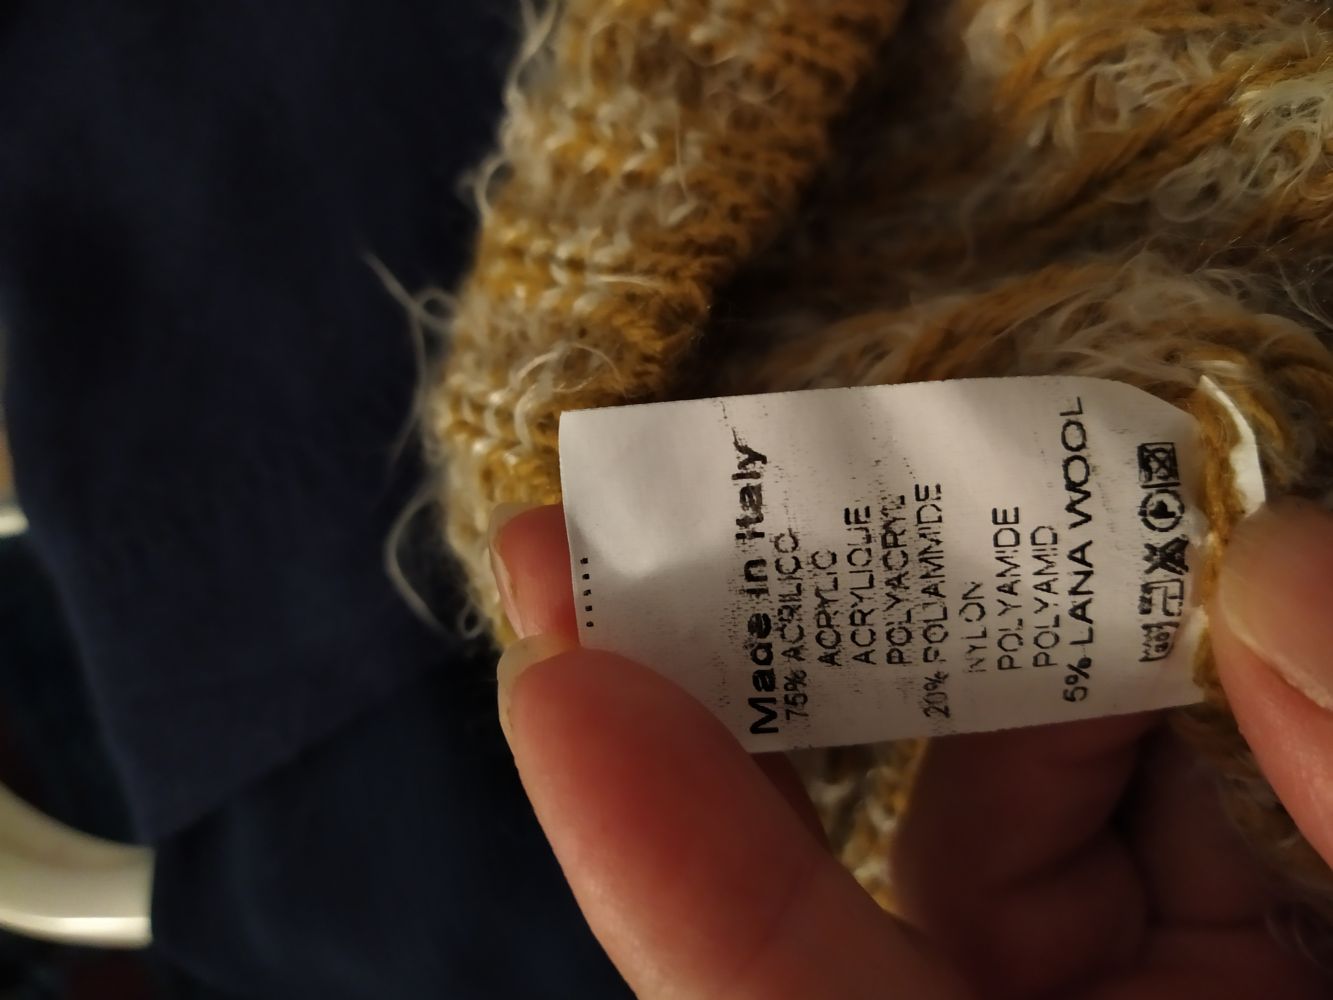 Made in Italy
75% ACRILICO
ACRYLIC
ACRYLIQUE
POLYACRYL
20% POLIAMMIDE
NYLON
POLYAMIDE
POLYAMID
5% LANA WOOL